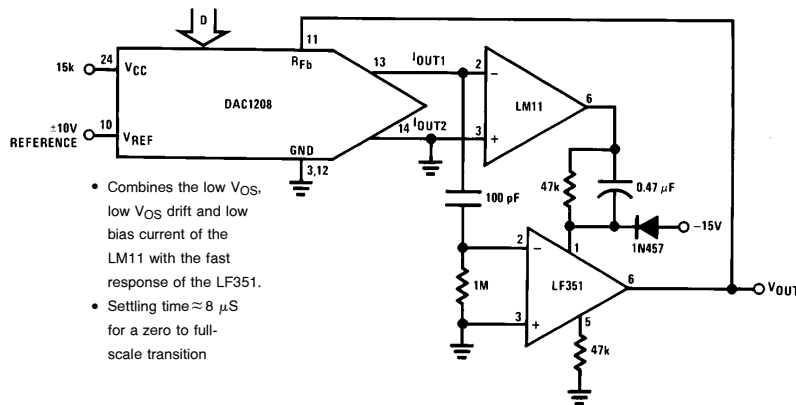 D
11
24
15k
VCC
RFb
13
IOUT1
2
−
DAC1208
LM11
6
±10V
REFERENCE
10
VREF
14
IOUT2
3
+
GND
3,12
47k
0.47 μF
100 pF
−15V
1N457
1
• Combines the low VOS,
low VOS drift and low
bias current of the
LM11 with the fast
response of the LF351.
• Settling time≈8 μS
for a zero to full-
scale transition
2
−
1M
LF351
6
VOUT
3
+
5
47k